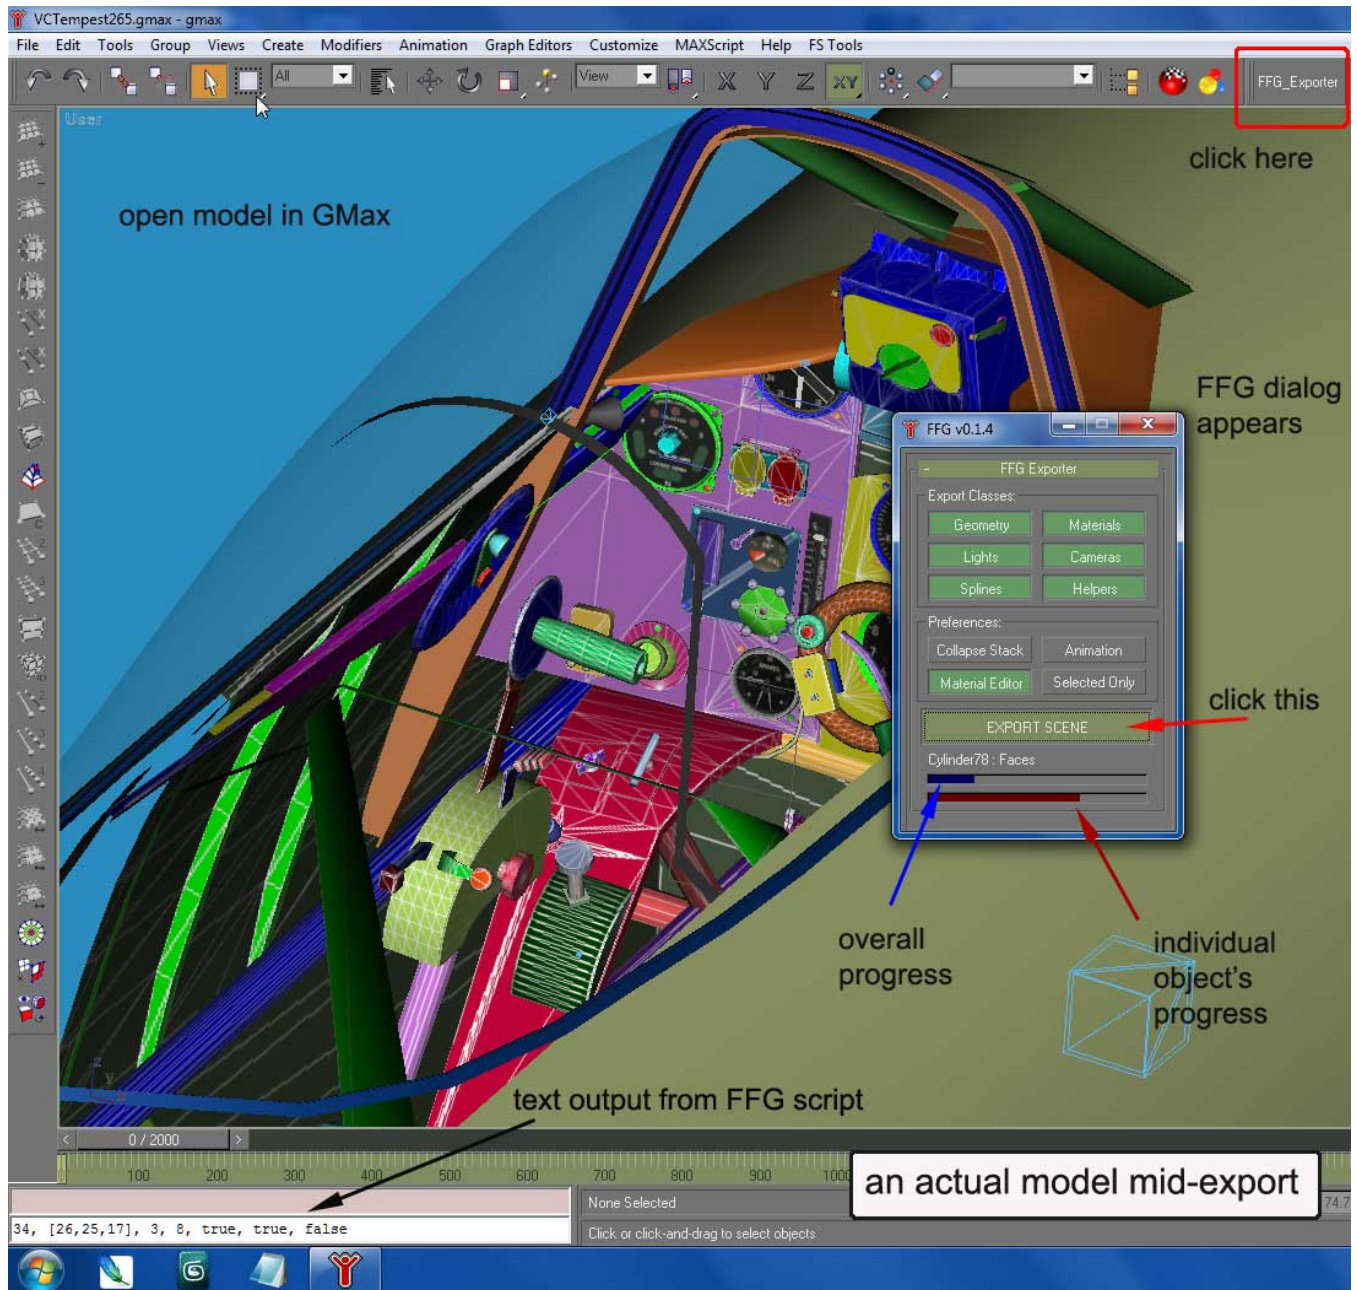 VCTempest265.gmax - gmax
File Edit Tools Group Views Create Modifiers Animation Graph Editors Customize MAXScript Help FS Tools
All
View
X Y Z XY
FFG_Exporter
click here
User
open model in GMax
FFG dialog
appears
FFG v0.1.4
- FFG Exporter
Export Classes:
Geometry Materials
Lights Cameras
Splines Helpers
Preferences:
Collapse Stack Animation
Material Editor Selected Only
click this
EXPORT SCENE
Cylinder78 : Faces
overall
progress
individual
object's
progress
text output from FFG script
< 0 / 2000 >
100 200 300 400 500 600 700 800 900
an actual model mid-export
None Selected
74.7
34, [26,25,17], 3, 8, true, true, false
Click or click-and-drag to select objects